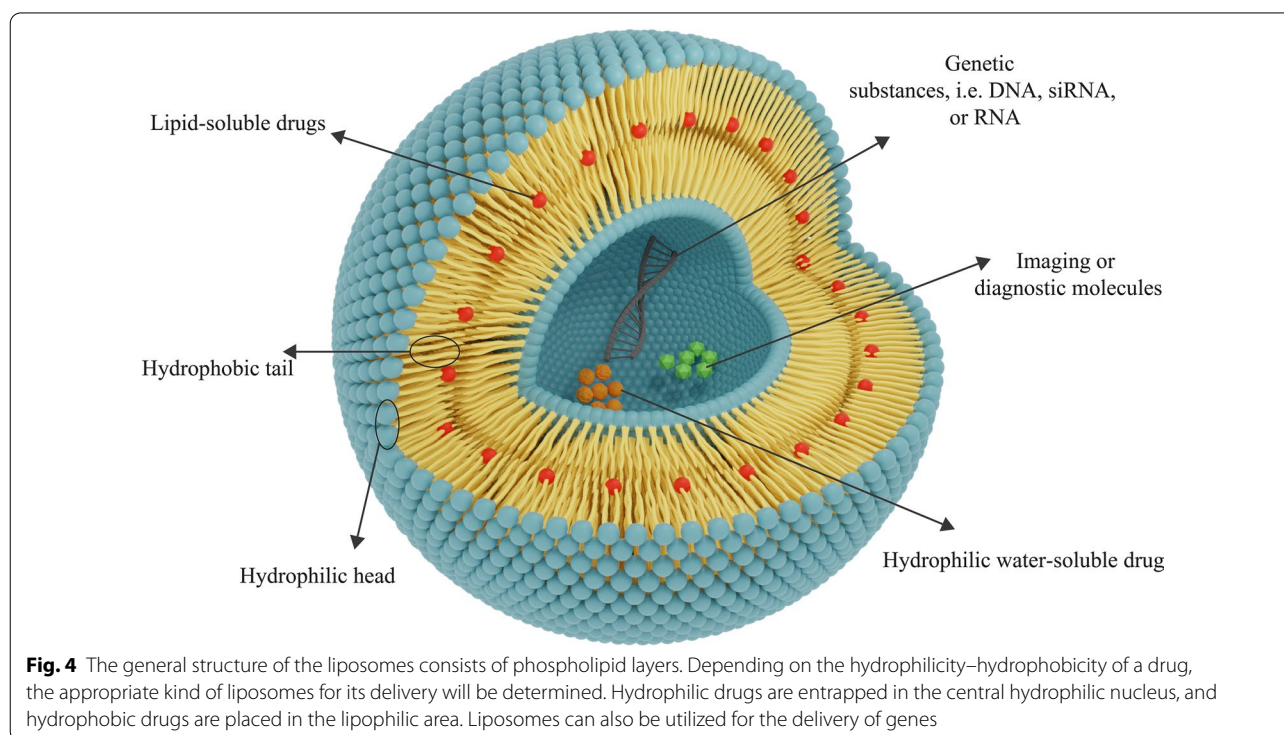 Genetic
substances, i.e. DNA, siRNA,
or RNA
Lipid-soluble drugs
Imaging or
diagnostic molecules
Hydrophobic tail
Hydrophilic water-soluble drug
Hydrophilic head
Fig. 4 The general structure of the liposomes consists of phospholipid layers. Depending on the hydrophilicity–hydrophobicity of a drug,
the appropriate kind of liposomes for its delivery will be determined. Hydrophilic drugs are entrapped in the central hydrophilic nucleus, and
hydrophobic drugs are placed in the lipophilic area. Liposomes can also be utilized for the delivery of genes